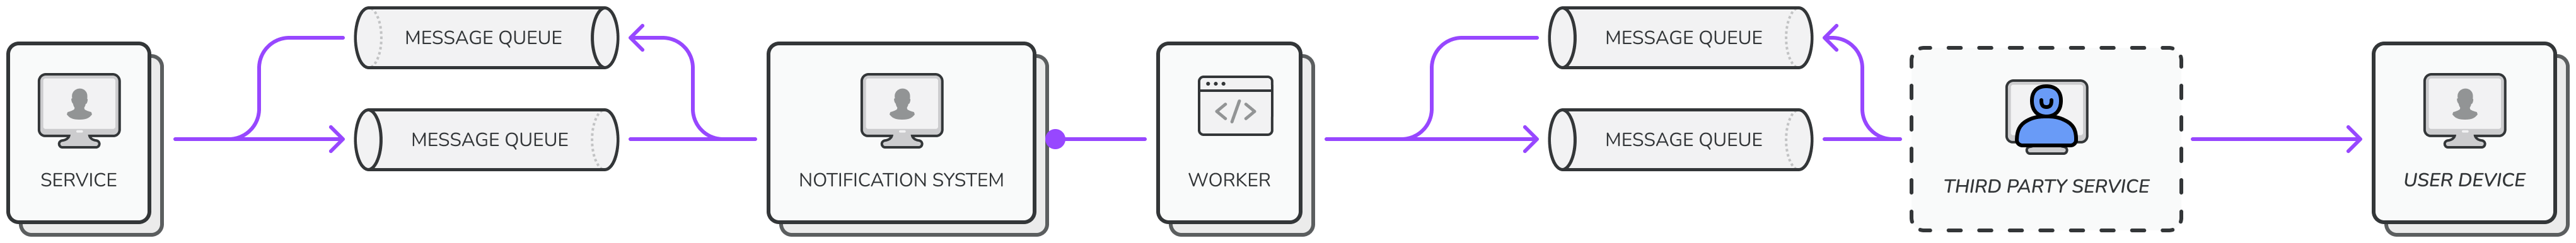 MESSAGE QUEUE
MESSAGE QUEUE
SERVICE
NOTIFICATION SYSTEM
WORKER
MESSAGE QUEUE
MESSAGE QUEUE
THIRD PARTY SERVICE
USER DEVICE